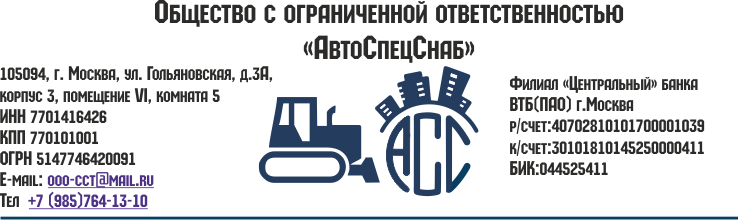 Общество с ограниченной ответственностью
«АвтоСпецСнаб»
105094, г. Москва, ул. Гольяновская, д.3А,
корпус 3, помещение VI, комната 5
ИНН 7701416426
КПП 770101001
ОГРН 5147746420091
E-mail: ooo-cct@mail.ru
Тел +7 (985)764-13-10
АСС
Филиал «Центральный» банка
ВТБ(ПАО) г.Москва
р/счет:40702810101700001039
к/счет:30101810145250000411
БИК:044525411